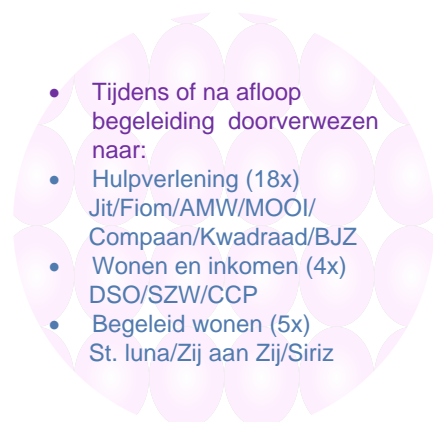 • Tijdens of na afloop
begeleiding doorverwezen
naar:
• Hulpverlening (18x)
Jit/Fiom/AMW/MOOI/
Compaan/Kwadraad/BJZ
• Wonen en inkomen (4x)
DSO/SZW/CCP
• Begeleid wonen (5x)
St. luna/Zij aan Zij/Siriz